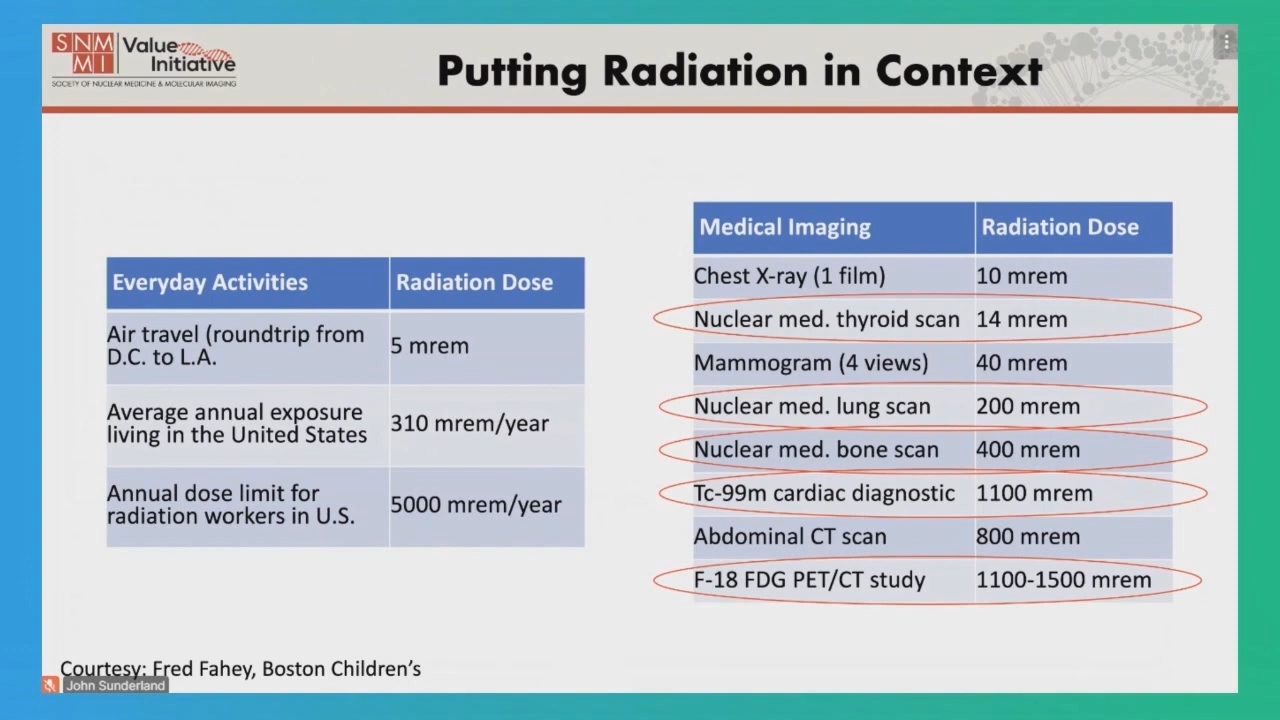 SNM
MI
Value
Initiative
SOCIETY OF NUCLEAR MEDICINE & MOLECULAR IMAGING
Putting Radiation in Context
Everyday Activities Radiation Dose
Air travel (roundtrip from
D.C. to L.A.
5 mrem
Average annual exposure
living in the United States
310 mrem/year
Annual dose limit for
radiation workers in U.S.
5000 mrem/year
Medical Imaging Radiation Dose
Chest X-ray (1 film) 10 mrem
Nuclear med. thyroid scan 14 mrem
Mammogram (4 views) 40 mrem
Nuclear med. lung scan 200 mrem
Nuclear med. bone scan 400 mrem
Tc-99m cardiac diagnostic 1100 mrem
Abdominal CT scan 800 mrem
F-18 FDG PET/CT study 1100-1500 mrem
Courtesy: Fred Fahey, Boston Children’s
John Sunderland